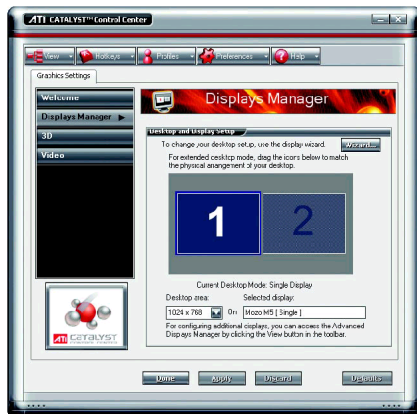 ATI CATALYST™ Control Center
View Hotkeys Profiles Preferences Help
Graphics Settings
Welcome
Displays Manager
3D
Video
Displays Manager
Desktop and Display Setup
To change your desktop setup, use the display wizard. Wizard...
For extended desktop mode, drag the icons below to match
the physical arrangement of your desktop.
1 2
Current Desktop Mode: Single Display
Desktop area: Selected display:
1024 x 768 On Mozo M5 [ Single ]
For configuring additional displays, you can access the Advanced
Displays Manager by clicking the View button in the toolbar.
ATI CATALYST
CONTROL CENTER
Done Apply Discard Defaults